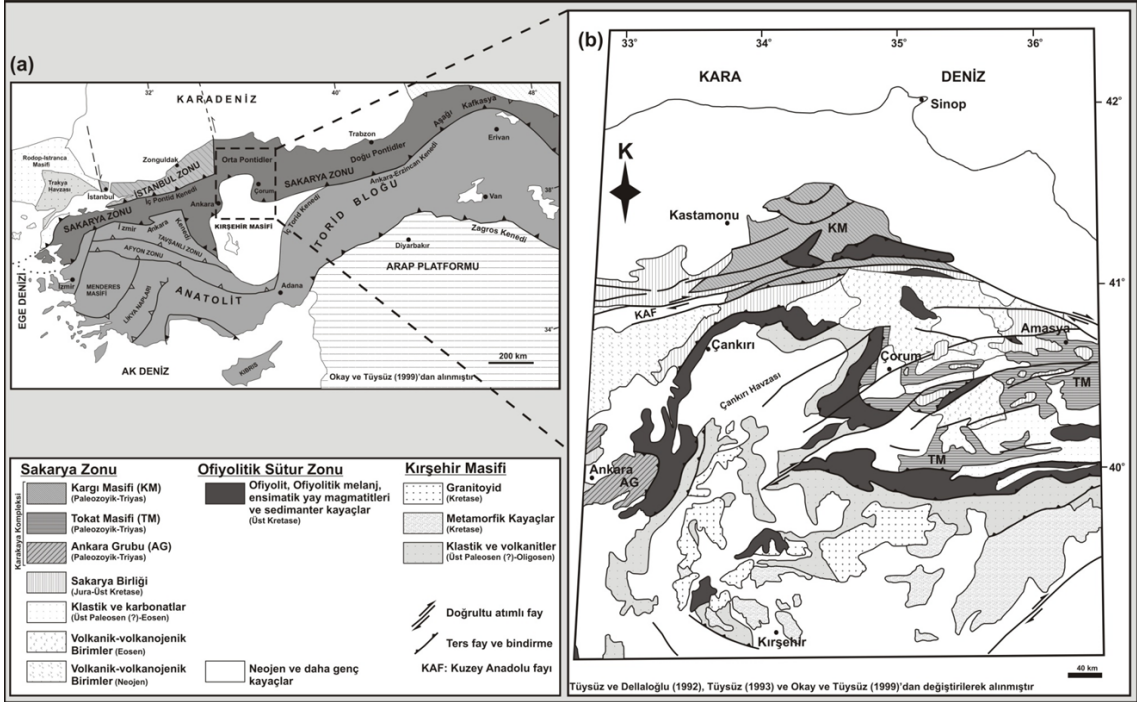 (a)
32°
40°
48°
KARADENİZ
Rodop-Istranca
Masifi
Trakya
Havzası
Zonguldak
İstanbul
İSTANBUL ZONU
İç Pontid Kenedi
SAKARYA ZONU
Orta Pontidler
Çorum
Ankara
KIRŞEHİR MASİFİ
Trabzon
Doğu Pontidler
SAKARYA ZONU
Ankara-Erzincan Kenedi
Aşağı Kafkasya
Erivan
Van
İç Torid Kenedi
TORİD BLOĞU
Zagros Kenedi
Diyarbakır
ARAP PLATFORMU
İzmir Ankara Kenedi
TAVŞANLI ZONU
AFYON ZONU
İzmir
MENDERES
MASİFİ
LİKYA NAPLARI
ANATOLİT
Adana
EGE DENİZİ
AK DENİZ
KIBRIS
34°
200 km
Okay ve Tüysüz (1999)'dan alınmıştır
(b)
33°
34°
35°
36°
KARA
DENİZ
Sinop
42°
K
Kastamonu
KM
41°
KAF
Çankırı
Amasya
Çorum
TM
Çankırı Havzası
TM
Ankara
AG
40°
Kırşehir
40 km
Tüysüz ve Dellaloğlu (1992), Tüysüz (1993) ve Okay ve Tüysüz (1999)'dan değiştirilerek alınmıştır
Sakarya Zonu
Karakaya Kompleksi
Kargı Masifi (KM)
(Paleozoyik-Triyas)
Tokat Masifi (TM)
(Paleozoyik-Triyas)
Ankara Grubu (AG)
(Paleozoyik-Triyas)
Sakarya Birliği
(Jura-Üst Kretase)
Klastik ve karbonatlar
(Üst Paleosen (?)-Eosen)
Volkanik-volkanojenik
Birimler (Eosen)
Volkanik-volkanojenik
Birimler (Neojen)
Ofiyolitik Sütur Zonu
Ofiyolit, Ofiyolitik melanj,
ensimatik yay magmatitleri
ve sedimanter kayaçlar
(Üst Kretase)
Neojen ve daha genç
kayaçlar
Kırşehir Masifi
Granitoyid
(Kretase)
Metamorfik Kayaçlar
(Kretase)
Klastik ve volkanitler
(Üst Paleosen (?)-Oligosen)
Doğrultu atımlı fay
Ters fay ve bindirme
KAF: Kuzey Anadolu fayı